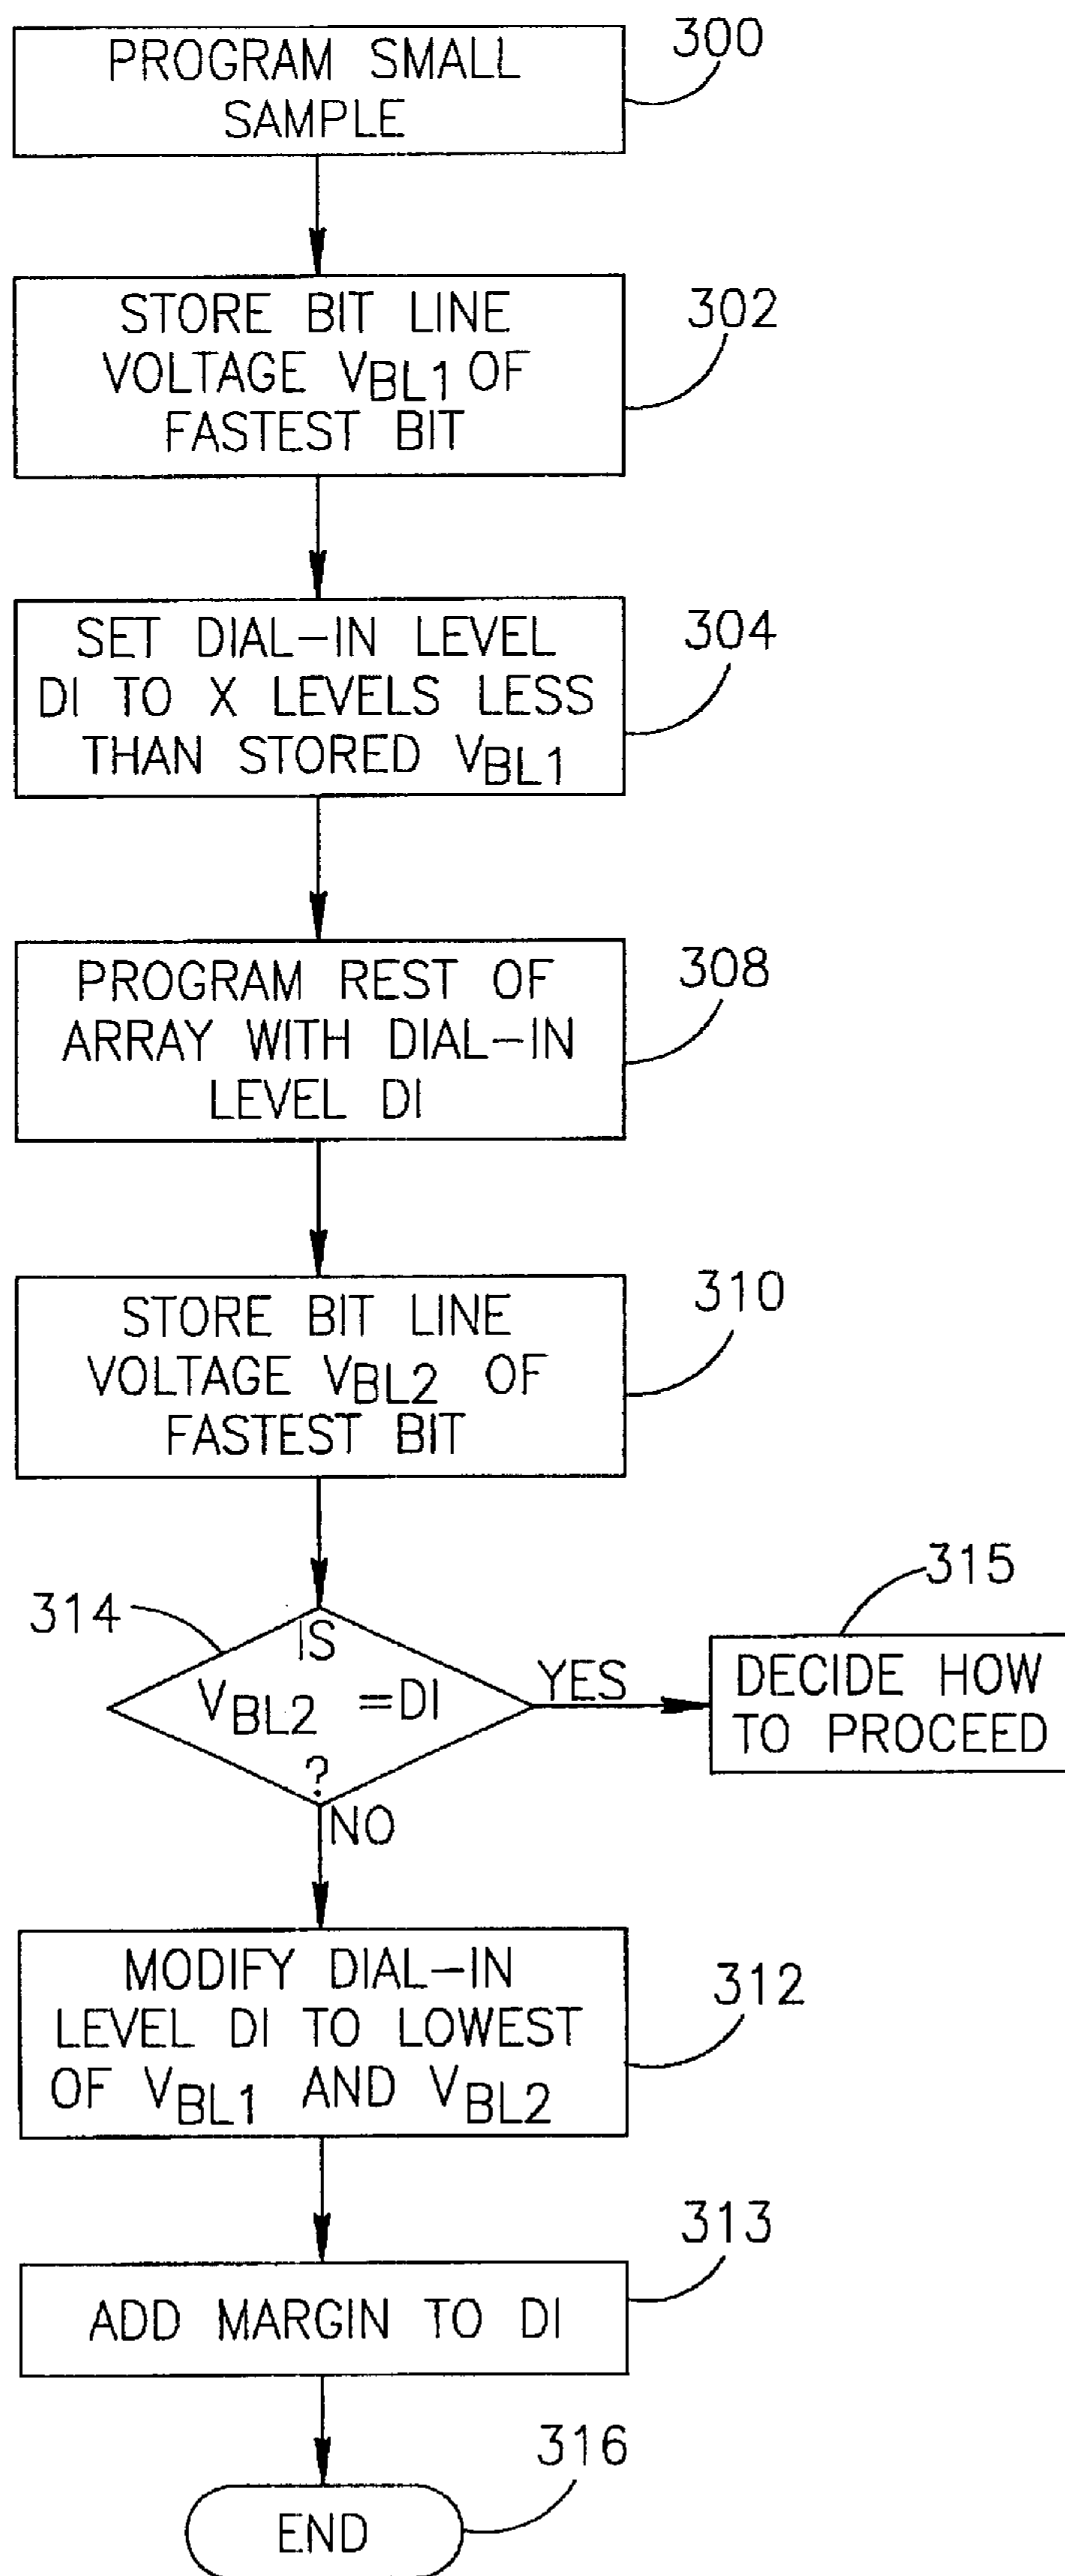 PROGRAM SMALL
SAMPLE
300
STORE BIT LINE
VOLTAGE VBL1 OF
FASTEST BIT
302
SET DIAL-IN LEVEL
DI TO X LEVELS LESS
THAN STORED VBL1
304
PROGRAM REST OF
ARRAY WITH DIAL-IN
LEVEL DI
308
STORE BIT LINE
VOLTAGE VBL2 OF
FASTEST BIT
310
314
IS
VBL2 =DI
?
YES
315
DECIDE HOW
TO PROCEED
NO
MODIFY DIAL-IN
LEVEL DI TO LOWEST
OF VBL1 AND VBL2
312
313
ADD MARGIN TO DI
316
END